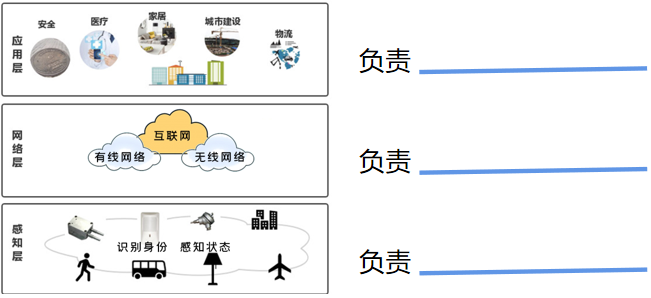 应用层
安全
医疗
家居
城市建设
物流
负责
网络层
互联网
有线网络
无线网络
负责
感知层
识别身份
感知状态
负责